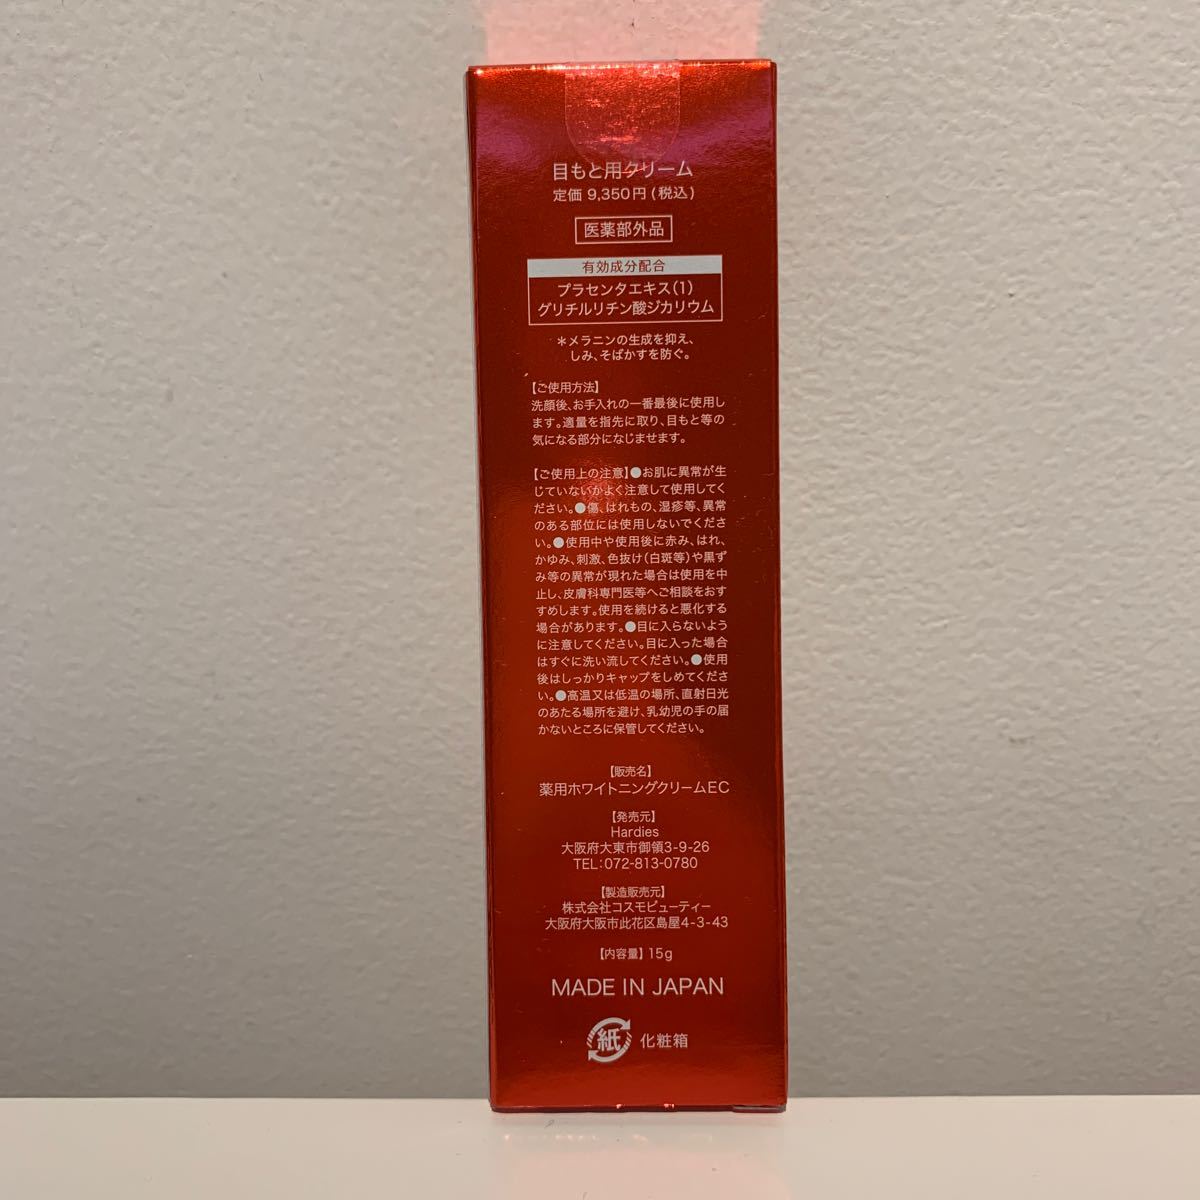 目もと用クリーム
定価 9,350円(税込)
医薬部外品
有効成分配合
プラセンタエキス(1)
グリチルリチン酸ジカリウム
*メラニンの生成を抑え、
しみ、そばかすを防ぐ。
【ご使用方法】
洗顔後、お手入れの一番最後に使用し
ます。適量を指先に取り、目もと等の
気になる部分になじませます。
【ご使用上の注意】●お肌に異常が生
じていないかよく注意して使用してく
ださい。●傷、はれもの、湿疹等、異常
のある部位には使用しないでくださ
い。●使用中や使用後に赤み、はれ、
かゆみ、刺激、色抜け(白斑等)や黒ず
み等の異常が現れた場合は使用を中
止し、皮膚科専門医等へご相談をおす
すめします。使用を続けると悪化する
場合があります。●目に入らないよう
に注意してください。目に入った場合
はすぐに洗い流してください。●使用
後はしっかりキャップをしめてくださ
い。●高温又は低温の場所、直射日光
のあたる場所を避け、乳幼児の手の届
かないところに保管してください。
【販売名】
薬用ホワイトニングクリームEC
【発売元】
Hardies
大阪府大東市御領3-9-26
TEL:072-813-0780
【製造販売元】
株式会社コスモビューティー
大阪府大阪市此花区島屋4-3-43
【内容量】15g
MADE IN JAPAN
紙 化粧箱